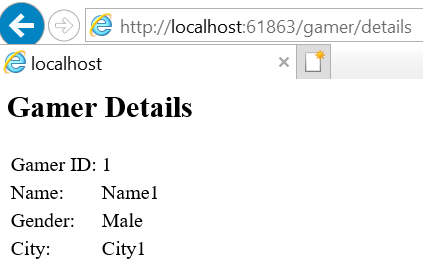 http://localhost:61863/gamer/details
localhost
Gamer Details
Gamer ID: 1
Name: Name1
Gender: Male
City: City1